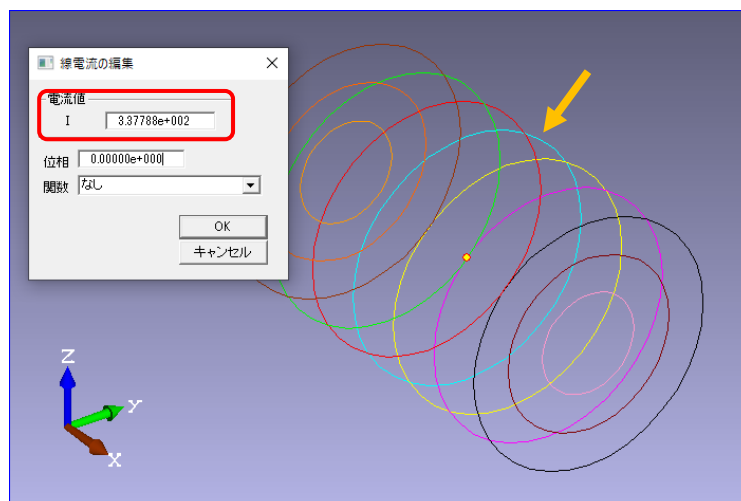 線電流の編集
電流値
I 3.37788e+002
位相 0.00000e+000
関数 なし
OK
キャンセル
Z
Y
X